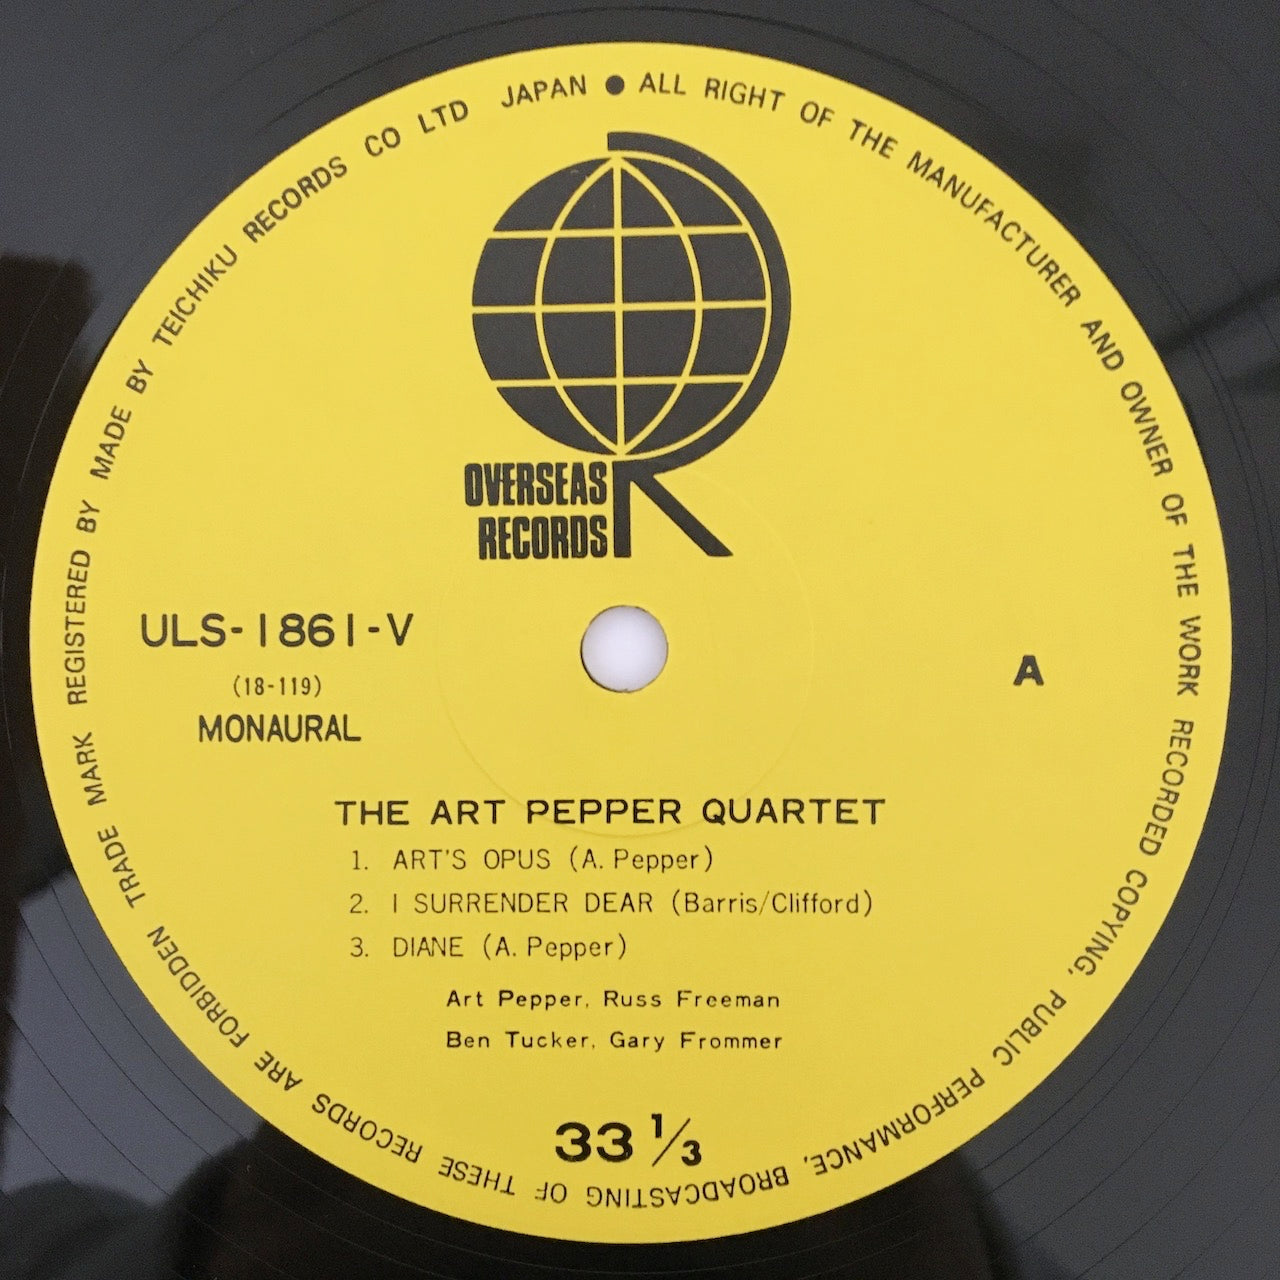 ALL RIGHT OF THE MANUFACTURER AND OWNER OF THE WORK RECORDED COPYING, PUBLIC PERFORMANCE, BROADCASTING OF THESE RECORDS ARE FORBIDDEN TRADE MARK REGISTERED BY MADE BY TEICHIKU RECORDS CO LTD JAPAN ●
R
OVERSEAS
RECORDS
ULS-1861-V
(18-119)
MONAURAL
A
THE ART PEPPER QUARTET
1. ART'S OPUS (A. Pepper)
2. I SURRENDER DEAR (Barris/Clifford)
3. DIANE (A. Pepper)
Art Pepper, Russ Freeman
Ben Tucker, Gary Frommer
33 1/3